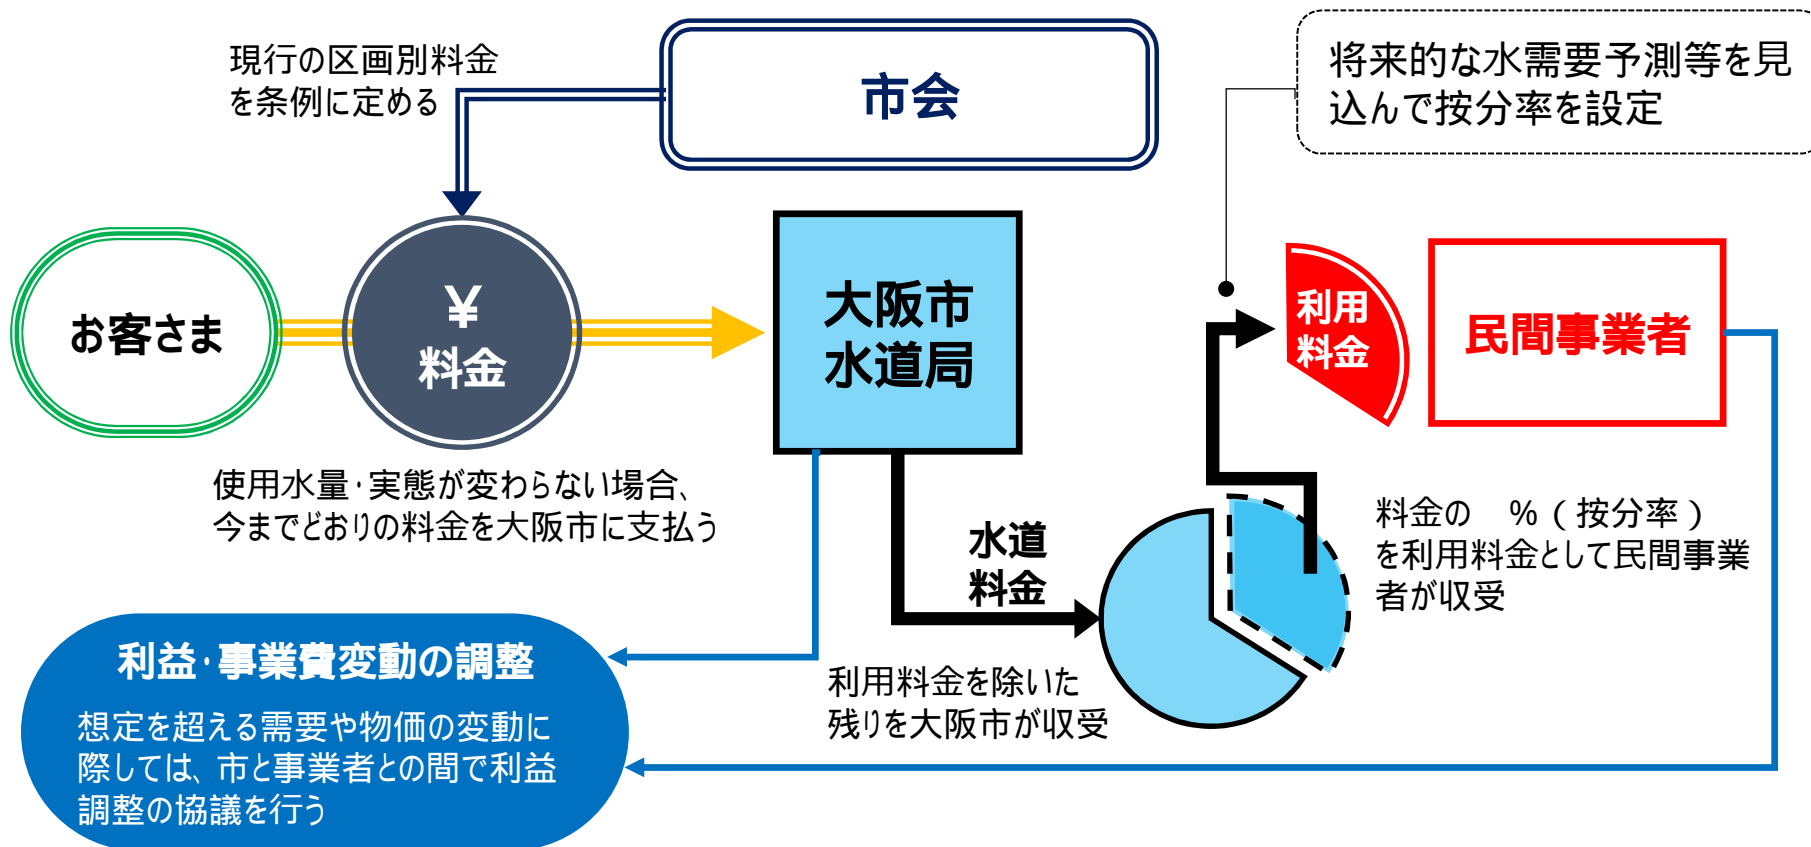 現行の区画別料金
を条例に定める
市会
将来的な水需要予測等を見
込んで按分率を設定
お客さま
¥
料金
大阪市
水道局
利用
料金
民間事業者
使用水量・実態が変わらない場合、
今までどおりの料金を大阪市に支払う
水道
料金
料金の　%（按分率）
を利用料金として民間事業
者が収受
利用料金を除いた
残りを大阪市が収受
利益・事業費変動の調整
想定を超える需要や物価の変動に
際しては、市と事業者との間で利益
調整の協議を行う